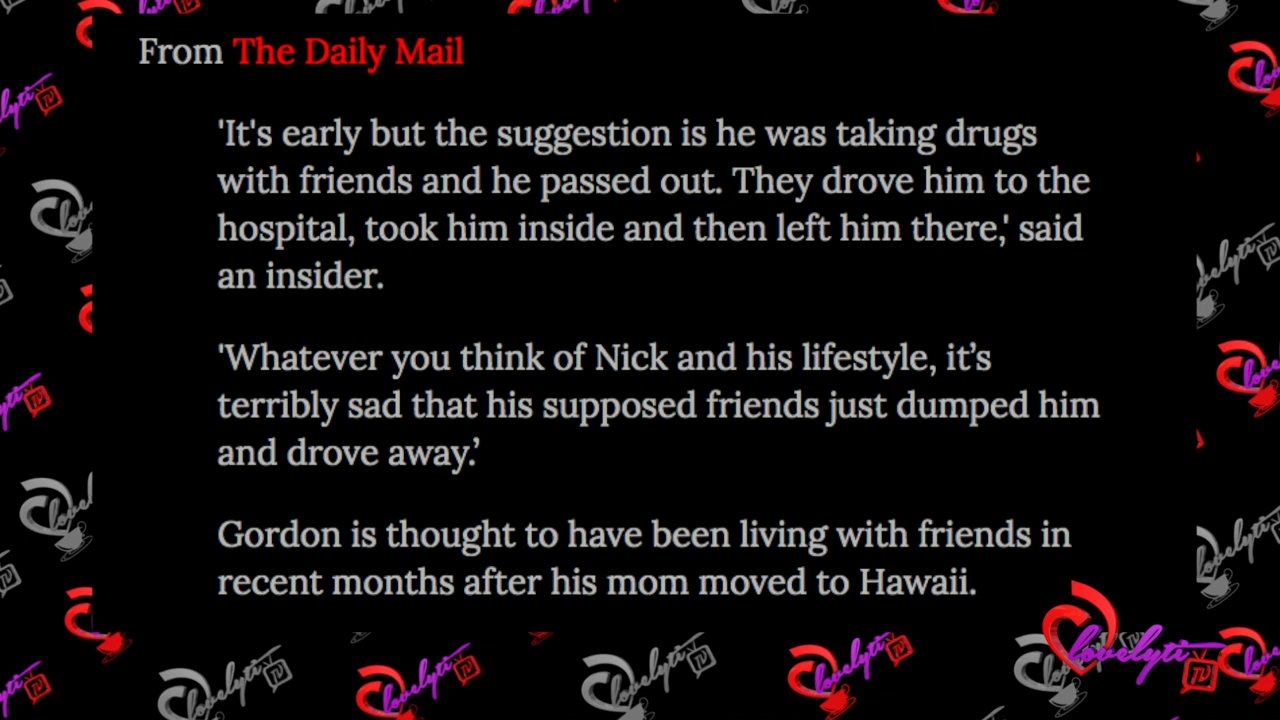 From The Daily Mail
'It's early but the suggestion is he was taking drugs
with friends and he passed out. They drove him to the
hospital, took him inside and then left him there,' said
an insider.
'Whatever you think of Nick and his lifestyle, it’s
terribly sad that his supposed friends just dumped him
and drove away.’
Gordon is thought to have been living with friends in
recent months after his mom moved to Hawaii.
lovelyti
TV